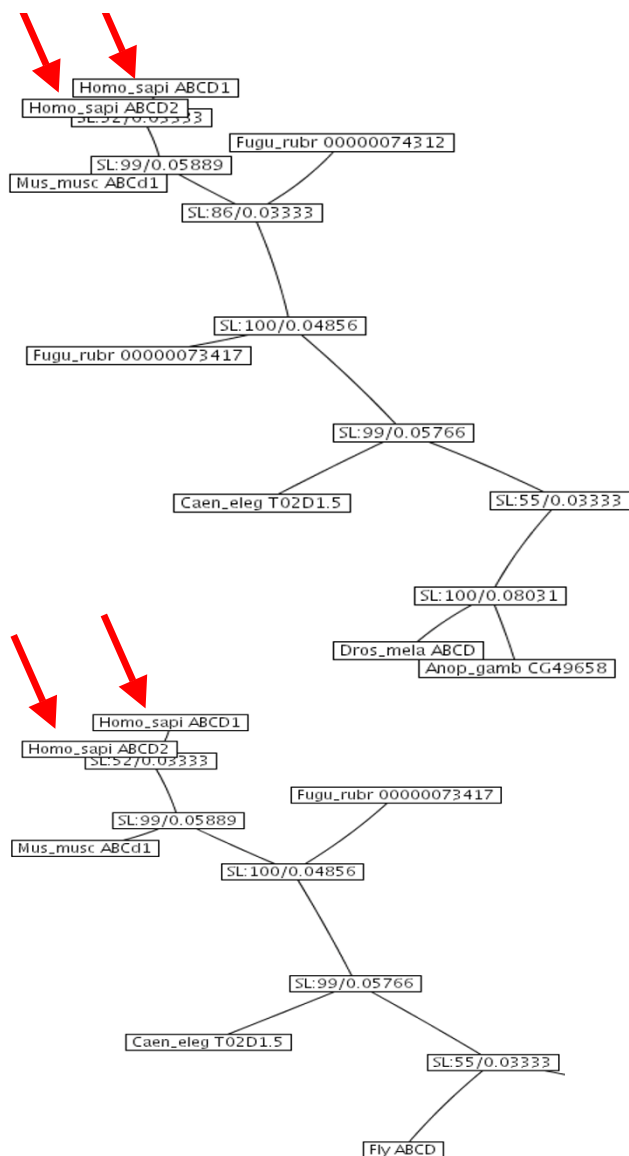 Homo_sapi ABCD1
Homo_sapi ABCD2
SL:52/0.03333
Fugu_rubr 00000074312
SL:99/0.05889
Mus_musc ABCd1
SL:86/0.03333
SL:100/0.04856
Fugu_rubr 00000073417
SL:99/0.05766
Caen_eleg T02D1.5
SL:55/0.03333
SL:100/0.08031
Dros_mela ABCD
Anop_gamb CG49658
Homo_sapi ABCD1
Homo_sapi ABCD2
SL:52/0.03333
Fugu_rubr 00000073417
SL:99/0.05889
Mus_musc ABCd1
SL:100/0.04856
SL:99/0.05766
Caen_eleg T02D1.5
SL:55/0.03333
Fly ABCD